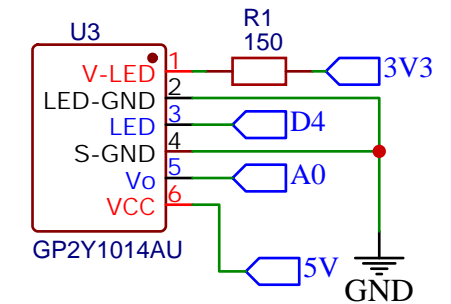 U3
R1
150
V-LED 1 3V3
LED-GND 2
LED 3 D4
S-GND 4
Vo 5 A0
VCC 6
GP2Y1014AU
5V
GND